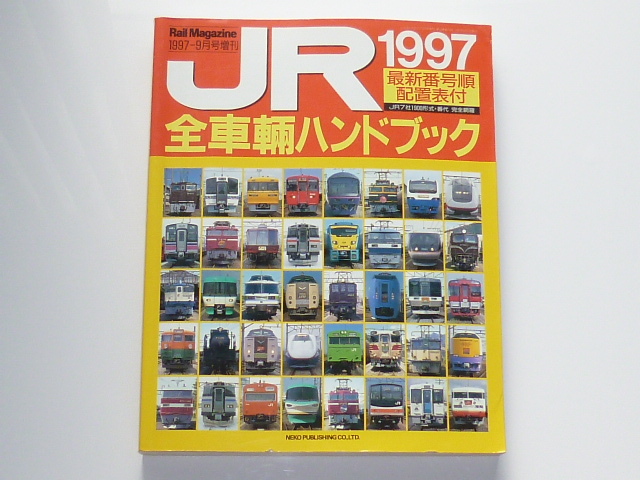 Rail Magazine
1997-9月号増刊
JR
1997
最新番号順
配置表付
JR7社1900形式・番代 完全網羅
全車輛ハンドブック
NEKO PUBLISHING CO.,LTD.